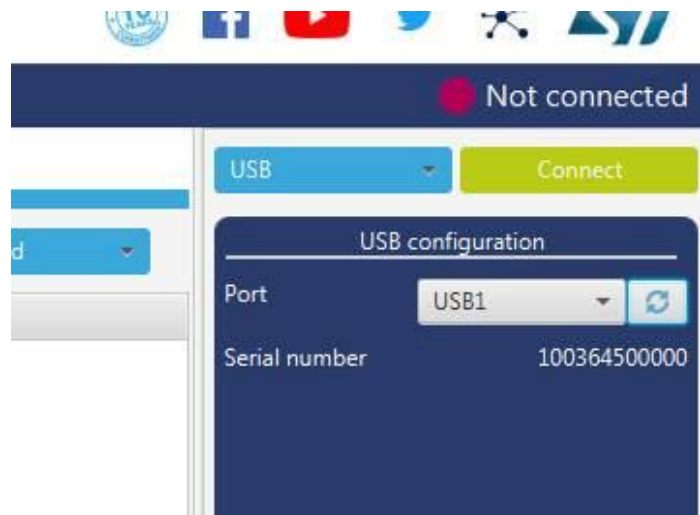 Not connected
USB
Connect
d
USB configuration
Port
USB1
Serial number
100364500000